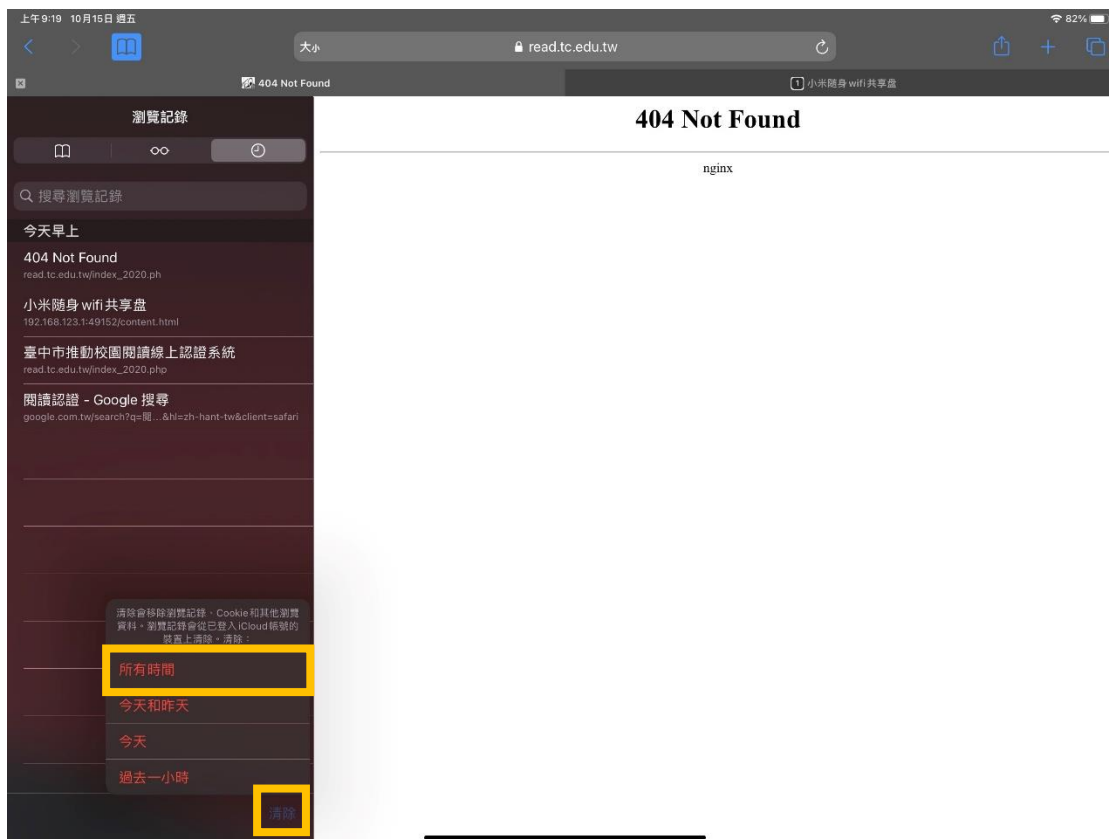 上午9:19 10月15日 週五
82%
大小
read.tc.edu.tw
404 Not Found
1 小米随身wifi共享盘
瀏覽記錄
404 Not Found
nginx
搜尋瀏覽記錄
今天早上
404 Not Found
read.tc.edu.tw/index_2020.ph
小米随身wifi共享盘
192.168.123.1:49152/content.html
臺中市推動校園閱讀線上認證系統
read.tc.edu.tw/index_2020.php
閱讀認證 - Google 搜尋
google.com.tw/search?q=閱...&hl=zh-hant-tw&client=safari
清除會移除瀏覽記錄、Cookie和其他瀏覽
資料。瀏覽記錄會從已登入iCloud帳號的
裝置上清除。清除：
所有時間
今天和昨天
今天
過去一小時
清除